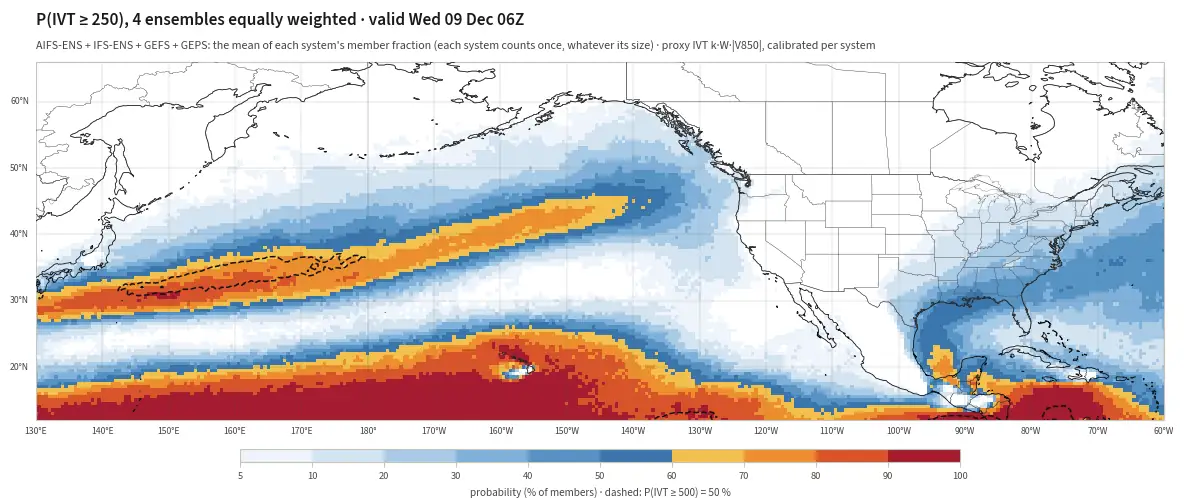 P(IVT ≥ 250), 4 ensembles equally weighted · valid Wed 09 Dec 06Z
AIFS-ENS + IFS-ENS + GEFS + GEPS: the mean of each system's member fraction (each system counts once, whatever its size) · proxy IVT k·W·|V850|, calibrated per system
60°N
50°N
40°N
30°N
20°N
130°E 140°E 150°E 160°E 170°E 180° 170°W 160°W 150°W 140°W 130°W 120°W 110°W 100°W 90°W 80°W 70°W 60°W
5 10 20 30 40 50 60 70 80 90 100
probability (% of members) · dashed: P(IVT ≥ 500) = 50 %